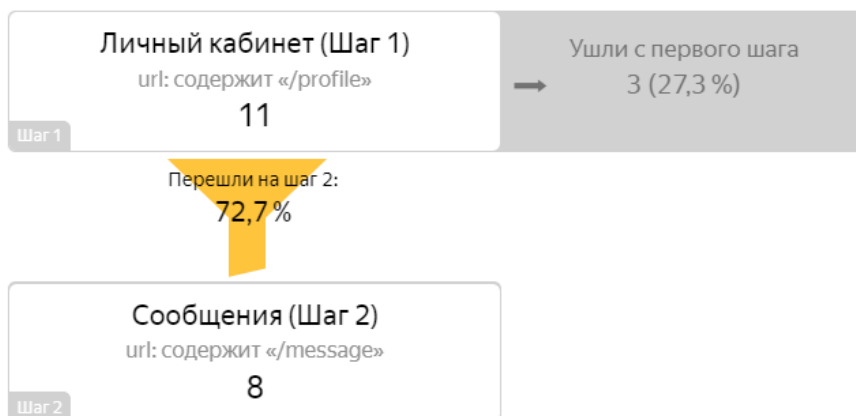 Личный кабинет (Шаг 1)
url: содержит «/profile»
11
Шаг 1
Ушли с первого шага
3 (27,3 %)
Перешли на шаг 2:
72,7 %
Сообщения (Шаг 2)
url: содержит «/message»
8
Шаг 2